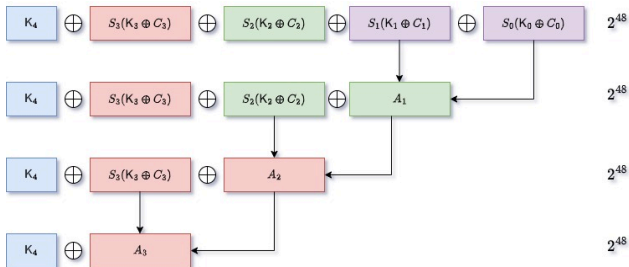 K₄ ⊕ S₃(K₃ ⊕ C₃) ⊕ S₂(K₂ ⊕ C₂) ⊕ S₁(K₁ ⊕ C₁) ⊕ S₀(K₀ ⊕ C₀) 2⁴⁸
K₄ ⊕ S₃(K₃ ⊕ C₃) ⊕ S₂(K₂ ⊕ C₂) ⊕ A₁ 2⁴⁸
K₄ ⊕ S₃(K₃ ⊕ C₃) ⊕ A₂ 2⁴⁸
K₄ ⊕ A₃ 2⁴⁸